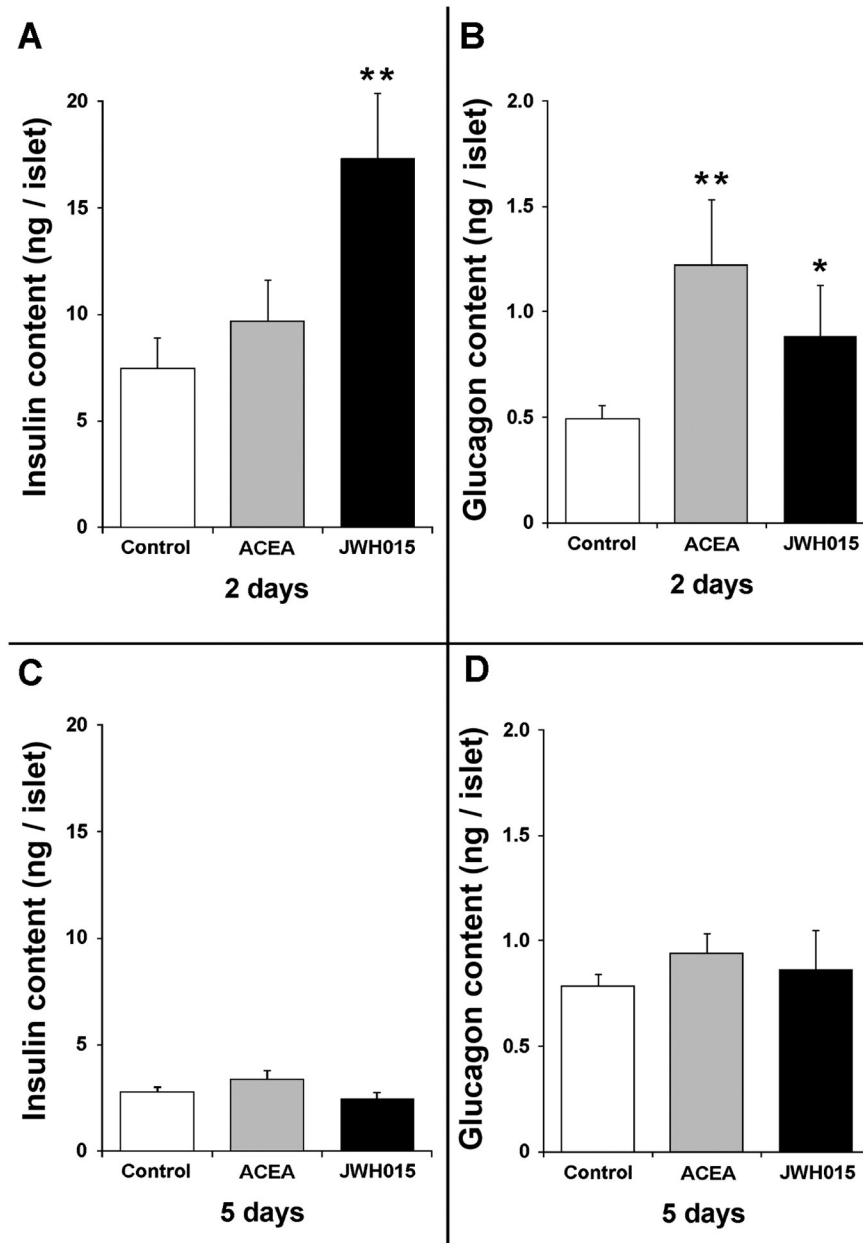 A
Insulin content (ng / islet)
20
15
10
5
0
**
Control ACEA JWH015
2 days
B
Glucagon content (ng / islet)
2.0
1.5
1.0
0.5
0
**
*
Control ACEA JWH015
2 days
C
Insulin content (ng / islet)
20
15
10
5
0
Control ACEA JWH015
5 days
D
Glucagon content (ng / islet)
2.0
1.5
1.0
0.5
0
Control ACEA JWH015
5 days